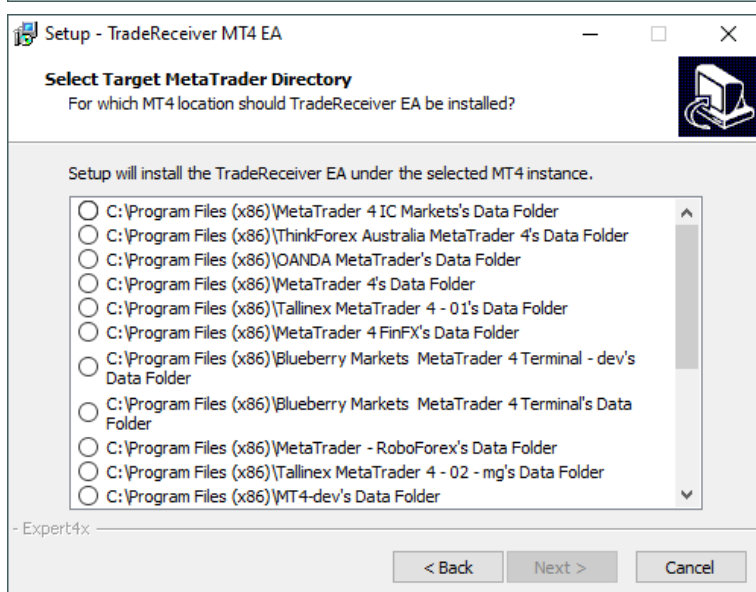 Setup - TradeReceiver MT4 EA
Select Target MetaTrader Directory
For which MT4 location should TradeReceiver EA be installed?
Setup will install the TradeReceiver EA under the selected MT4 instance.
C:\Program Files (x86)\MetaTrader 4 IC Markets's Data Folder
C:\Program Files (x86)\ThinkForex Australia MetaTrader 4's Data Folder
C:\Program Files (x86)\OANDA MetaTrader's Data Folder
C:\Program Files (x86)\MetaTrader 4's Data Folder
C:\Program Files (x86)\Tallinex MetaTrader 4 - 01's Data Folder
C:\Program Files (x86)\MetaTrader 4 FinFX's Data Folder
C:\Program Files (x86)\Blueberry Markets  MetaTrader 4 Terminal - dev's
Data Folder
C:\Program Files (x86)\Blueberry Markets  MetaTrader 4 Terminal's Data
Folder
C:\Program Files (x86)\MetaTrader - RoboForex's Data Folder
C:\Program Files (x86)\Tallinex MetaTrader 4 - 02 - mg's Data Folder
C:\Program Files (x86)\MT4-dev's Data Folder
- Expert4x
< Back
Next >
Cancel